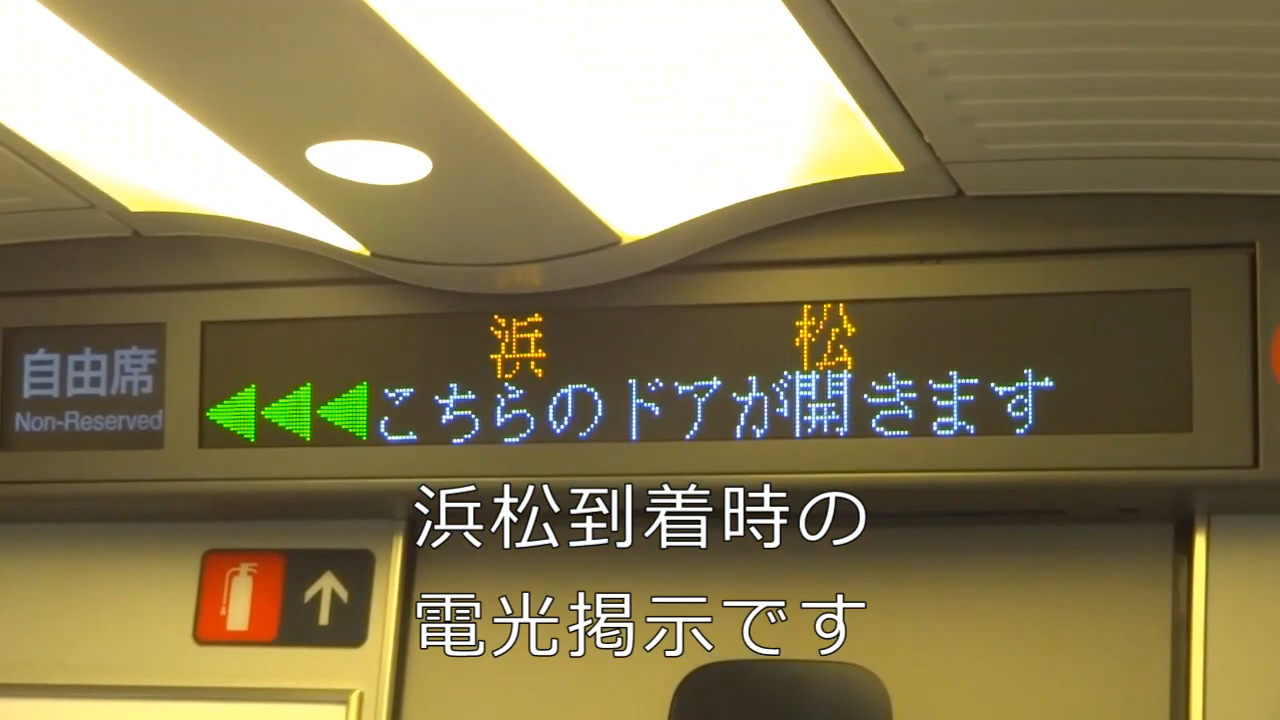 自由席
Non-Reserved
浜 松
こちらのドアが開きます
浜松到着時の
電光掲示です